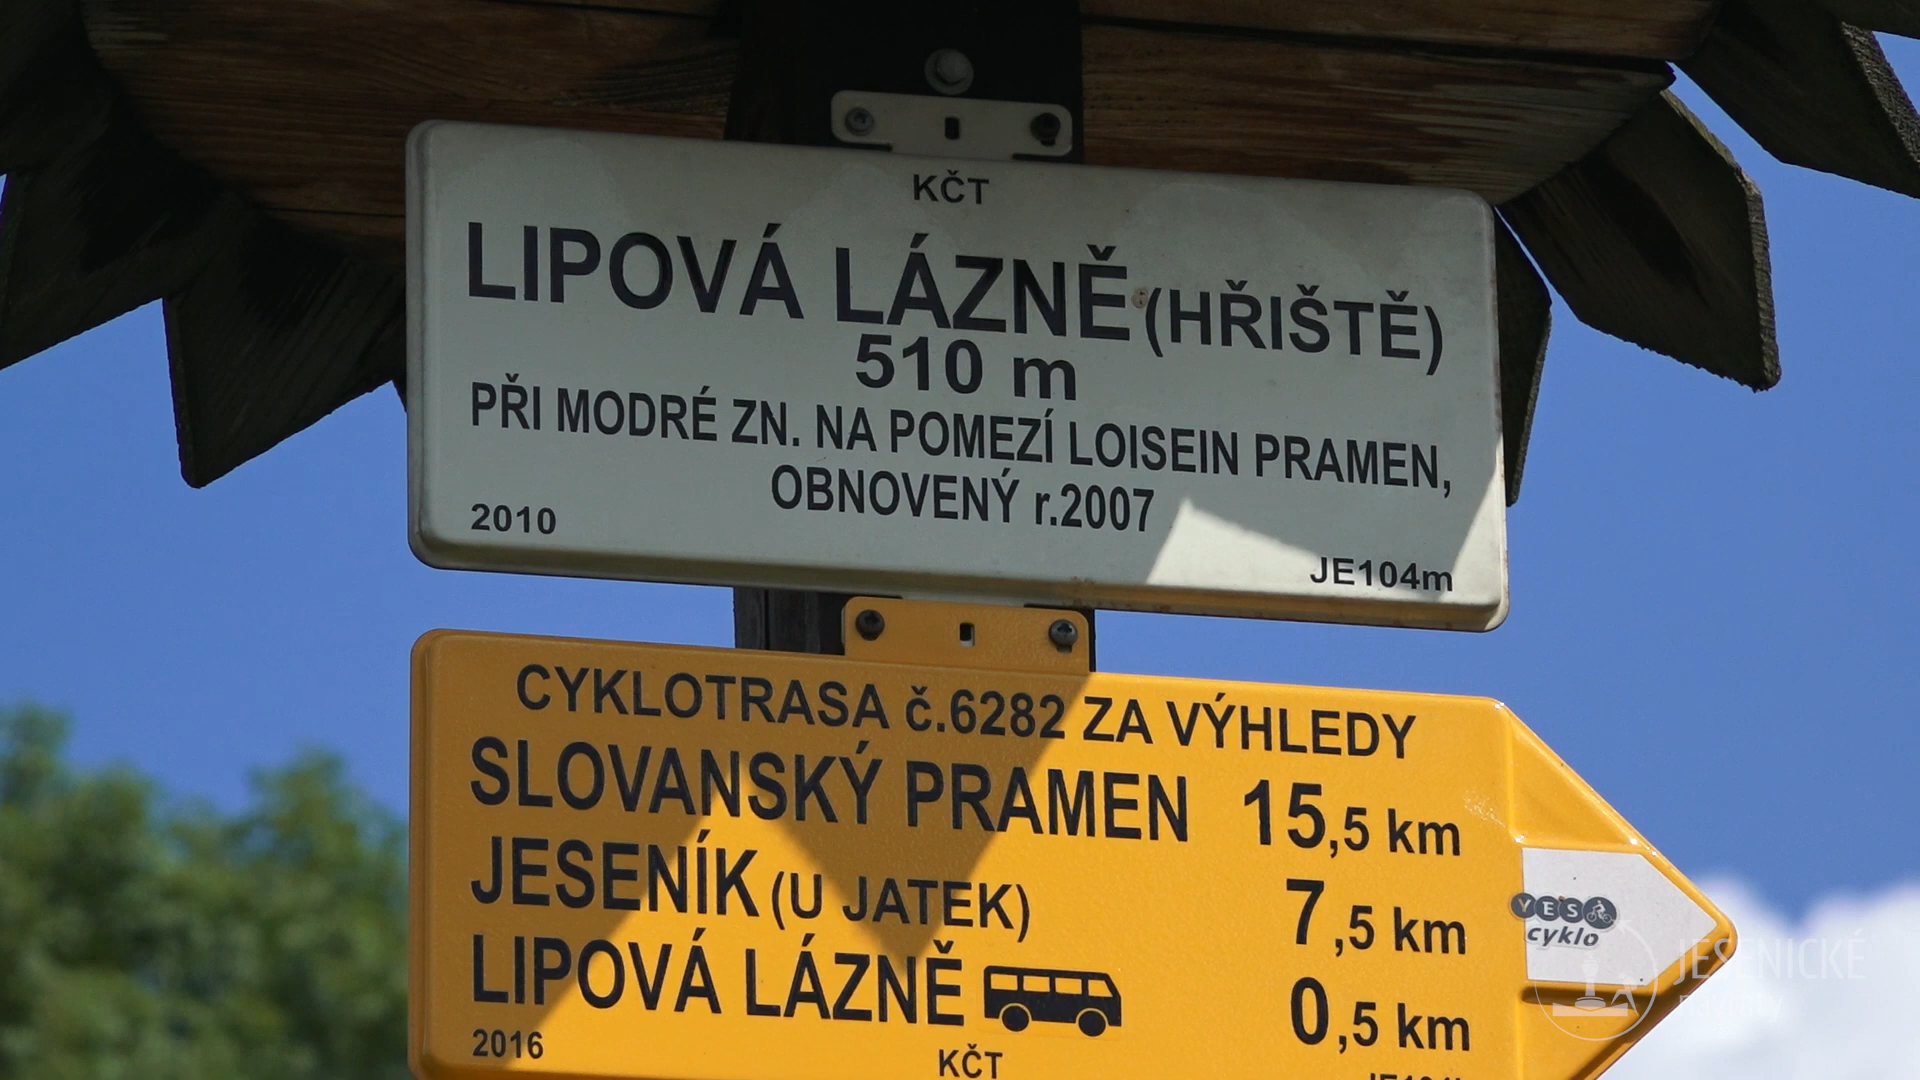 KČT
LIPOVÁ LÁZNĚ (HŘIŠTĚ)
510 m
PŘI MODRÉ ZN. NA POMEZÍ LOISEIN PRAMEN,
OBNOVENÝ r.2007
2010
JE104m
CYKLOTRASA č.6282 ZA VÝHLEDY
SLOVANSKÝ PRAMEN 15,5 km
JESENÍK (U JATEK) 7,5 km
LIPOVÁ LÁZNĚ 0,5 km
YES
cyklo
JESENICKÉ
2016
KČT